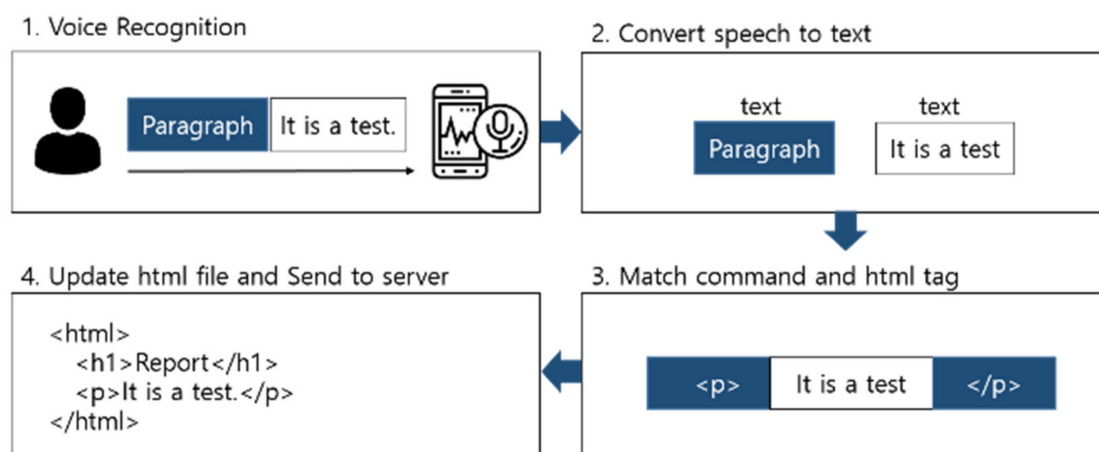 1. Voice Recognition
Paragraph It is a test.
2. Convert speech to text
text text
Paragraph It is a test
3. Match command and html tag
<p> It is a test </p>
4. Update html file and Send to server
<html>
<h1>Report</h1>
<p>It is a test.</p>
</html>